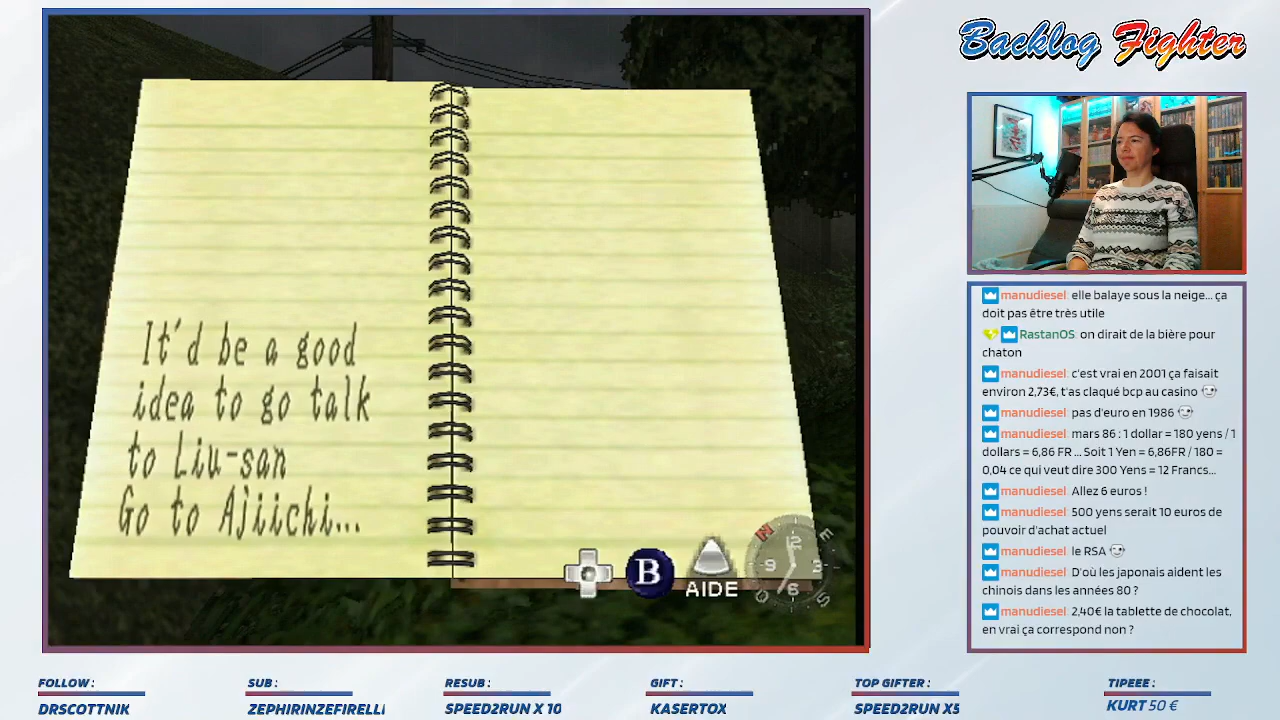 Backlog Fighter
It'd be a good
idea to go talk
to Liu-san
Go to Ajiichi...
B
AIDE
N
E
S
O
12
3
6
9
manudiesel: elle balaye sous la neige... ça
doit pas être très utile
RastanOS: on dirait de la bière pour
chaton
manudiesel: c'est vrai en 2001 ça faisait
environ 2,73€, t'as claqué bcp au casino
manudiesel: pas d'euro en 1986
manudiesel: mars 86 : 1 dollar = 180 yens / 1
dollars = 6,86 FR ... Soit 1 Yen = 6,86FR / 180 =
0,04 ce qui veut dire 300 Yens = 12 Francs...
manudiesel: Allez 6 euros !
manudiesel: 500 yens serait 10 euros de
pouvoir d'achat actuel
manudiesel: le RSA
manudiesel: D'où les japonais aident les
chinois dans les années 80 ?
manudiesel: 2,40€ la tablette de chocolat,
en vrai ça correspond non ?
FOLLOW :
DRSCOTTNIK
SUB :
ZEPHIRINZEFIRELLI
RESUB :
SPEED2RUN X 10
GIFT :
KASERTOX
TOP GIFTER :
SPEED2RUN X5
TIPEEE :
KURT 50 €